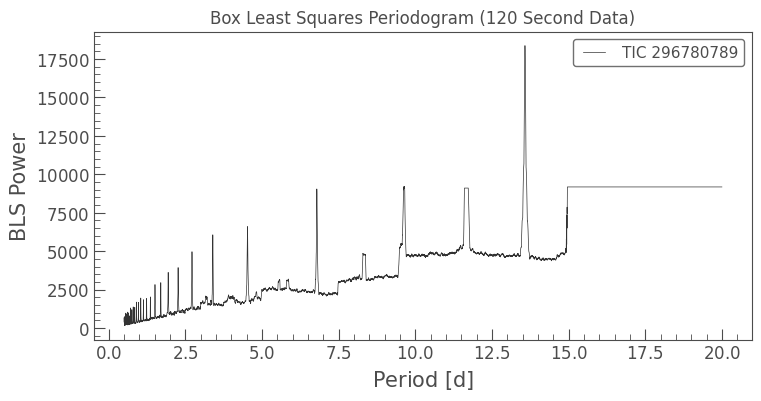 Box Least Squares Periodogram (120 Second Data)
TIC 296780789
BLS Power
17500
15000
12500
10000
7500
5000
2500
0
0.0 2.5 5.0 7.5 10.0 12.5 15.0 17.5 20.0
Period [d]